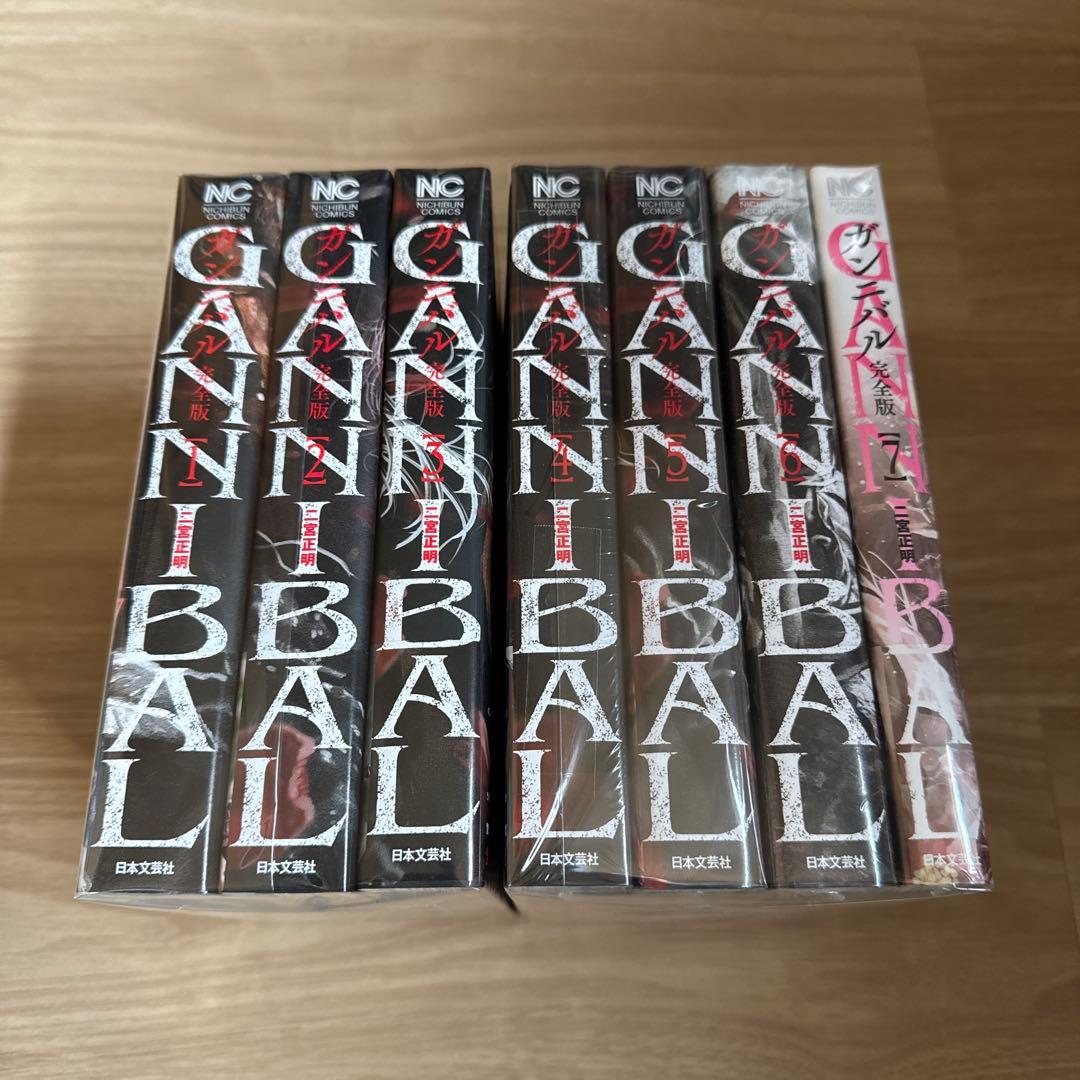 NC
NICHIBUN
COMICS
GANNIBAL
ガンニバル 完全版 【1】
二宮正明
日本文芸社
NC
NICHIBUN
COMICS
GANNIBAL
ガンニバル 完全版 【2】
二宮正明
日本文芸社
NC
NICHIBUN
COMICS
GANNIBAL
ガンニバル 完全版 【3】
二宮正明
日本文芸社
NC
NICHIBUN
COMICS
GANNIBAL
ガンニバル 完全版 【4】
二宮正明
日本文芸社
NC
NICHIBUN
COMICS
GANNIBAL
ガンニバル 完全版 【5】
二宮正明
日本文芸社
NC
NICHIBUN
COMICS
GANNIBAL
ガンニバル 完全版 【6】
二宮正明
日本文芸社
NC
NICHIBUN
COMICS
GANNIBAL
ガンニバル 完全版 【7】
二宮正明
日本文芸社